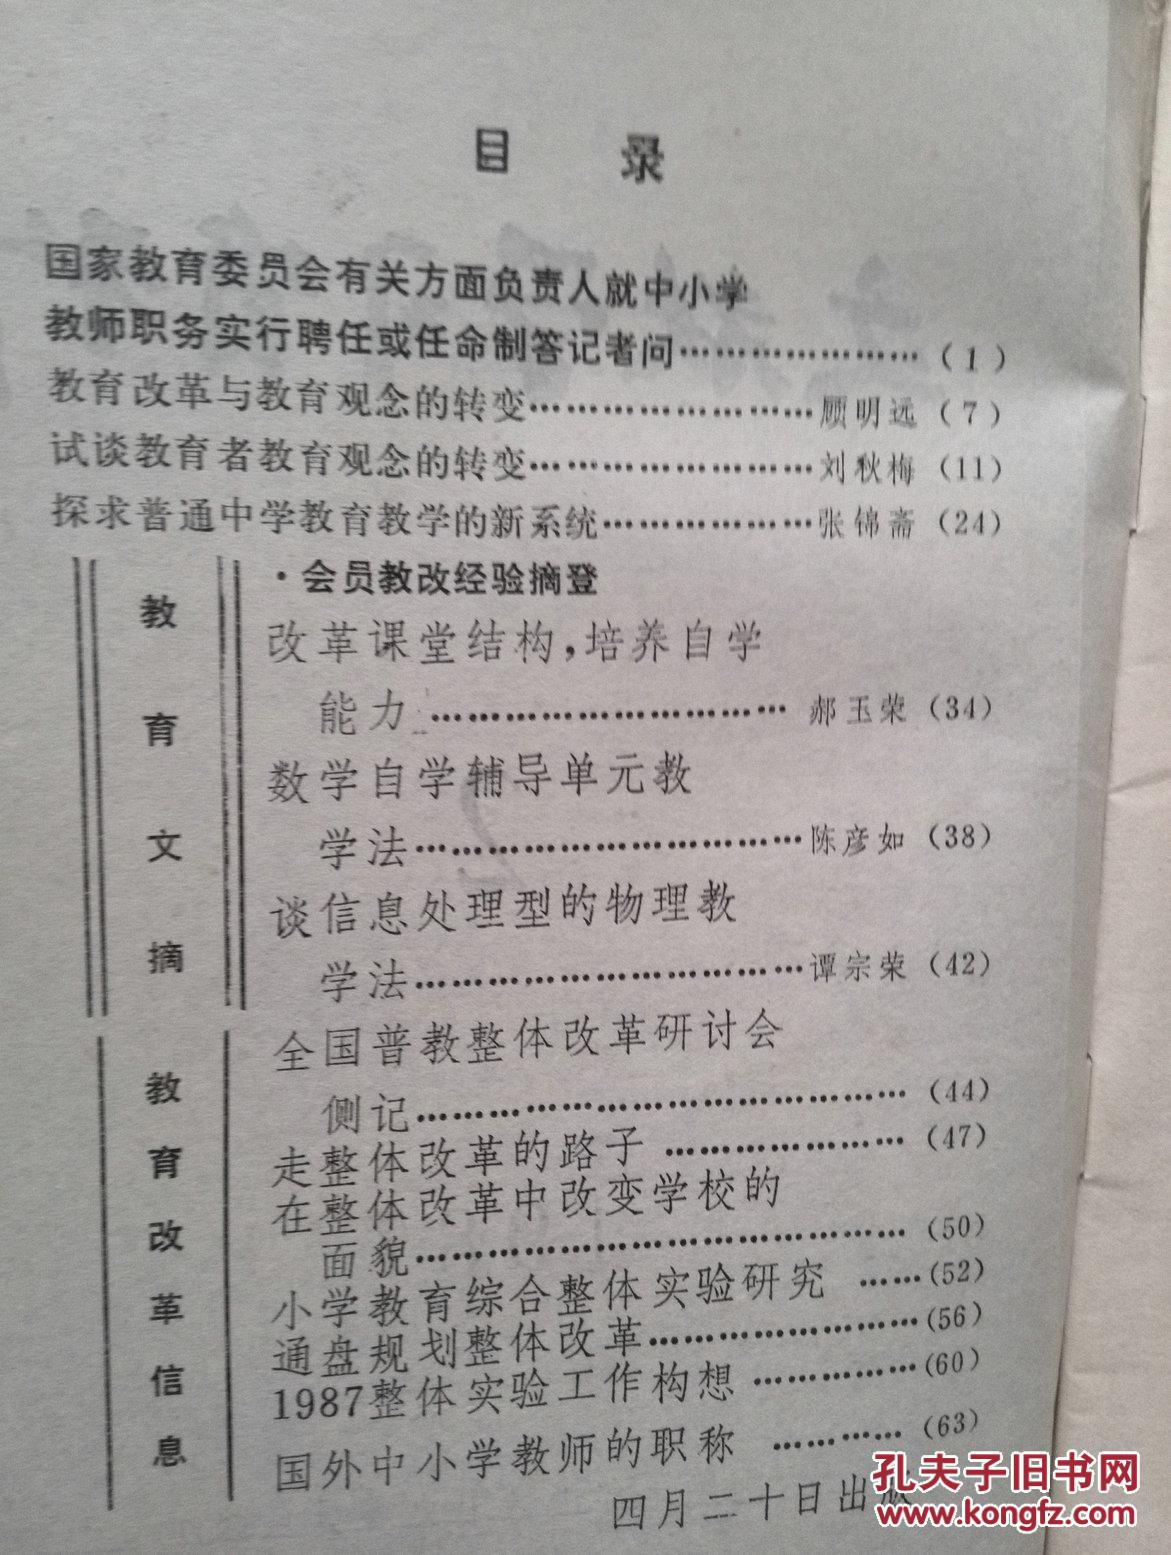 目 录
国家教育委员会有关方面负责人就中小学
教师职务实行聘任或任命制答记者问…………………(1)
教育改革与教育观念的转变……………………顾明远(7)
试谈教育者教育观念的转变……………………刘秋梅(11)
探求普通中学教育教学的新系统………………张锦斋(24)
教育文摘
·会员教改经验摘登
改革课堂结构,培养自学
能力…………………………郝玉荣(34)
数学自学辅导单元教
学法……………………………陈彦如(38)
谈信息处理型的物理教
学法……………………………谭宗荣(42)
教育改革信息
全国普教整体改革研讨会
侧记……………………………………(44)
走整体改革的路子…………………(47)
在整体改革中改变学校的
面貌……………………………………(50)
小学教育综合整体实验研究……(52)
通盘规划整体改革……………………(56)
1987整体实验工作构想……………(60)
国外中小学教师的职称…………(63)
四月二十日出版
孔夫子旧书网
www.kongfz.com